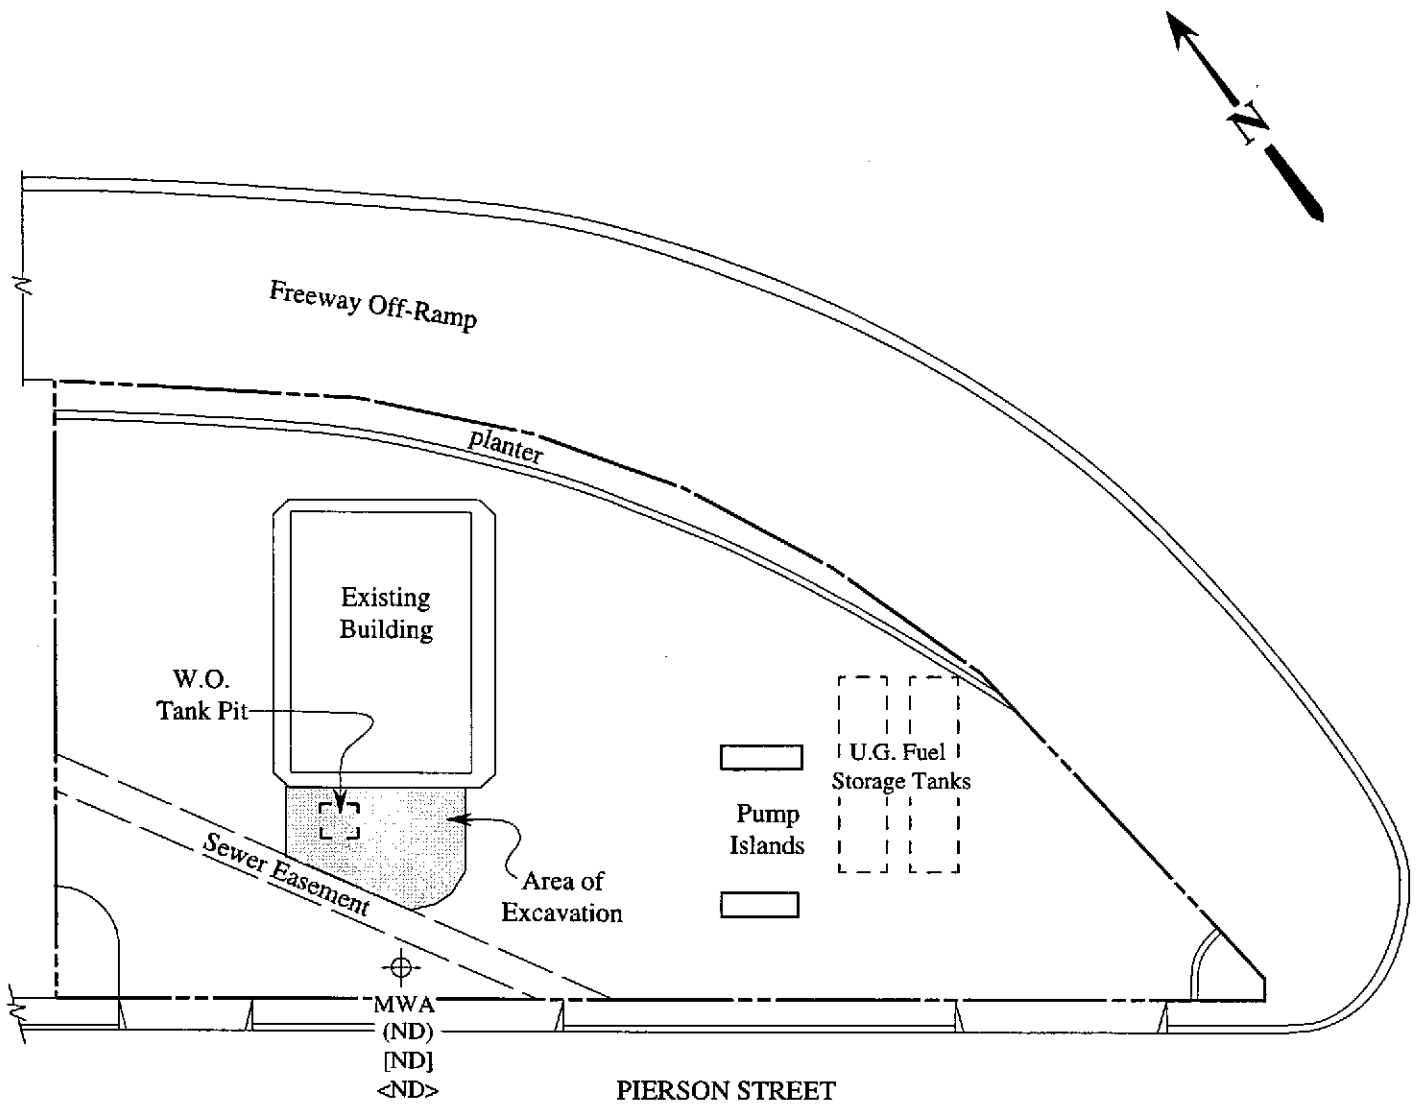 N
Freeway Off-Ramp
planter
Existing
Building
W.O.
Tank Pit
U.G. Fuel
Storage Tanks
Pump
Islands
Sewer Easement
Area of
Excavation
MWA
(ND)
[ND]
<ND>
PIERSON STREET